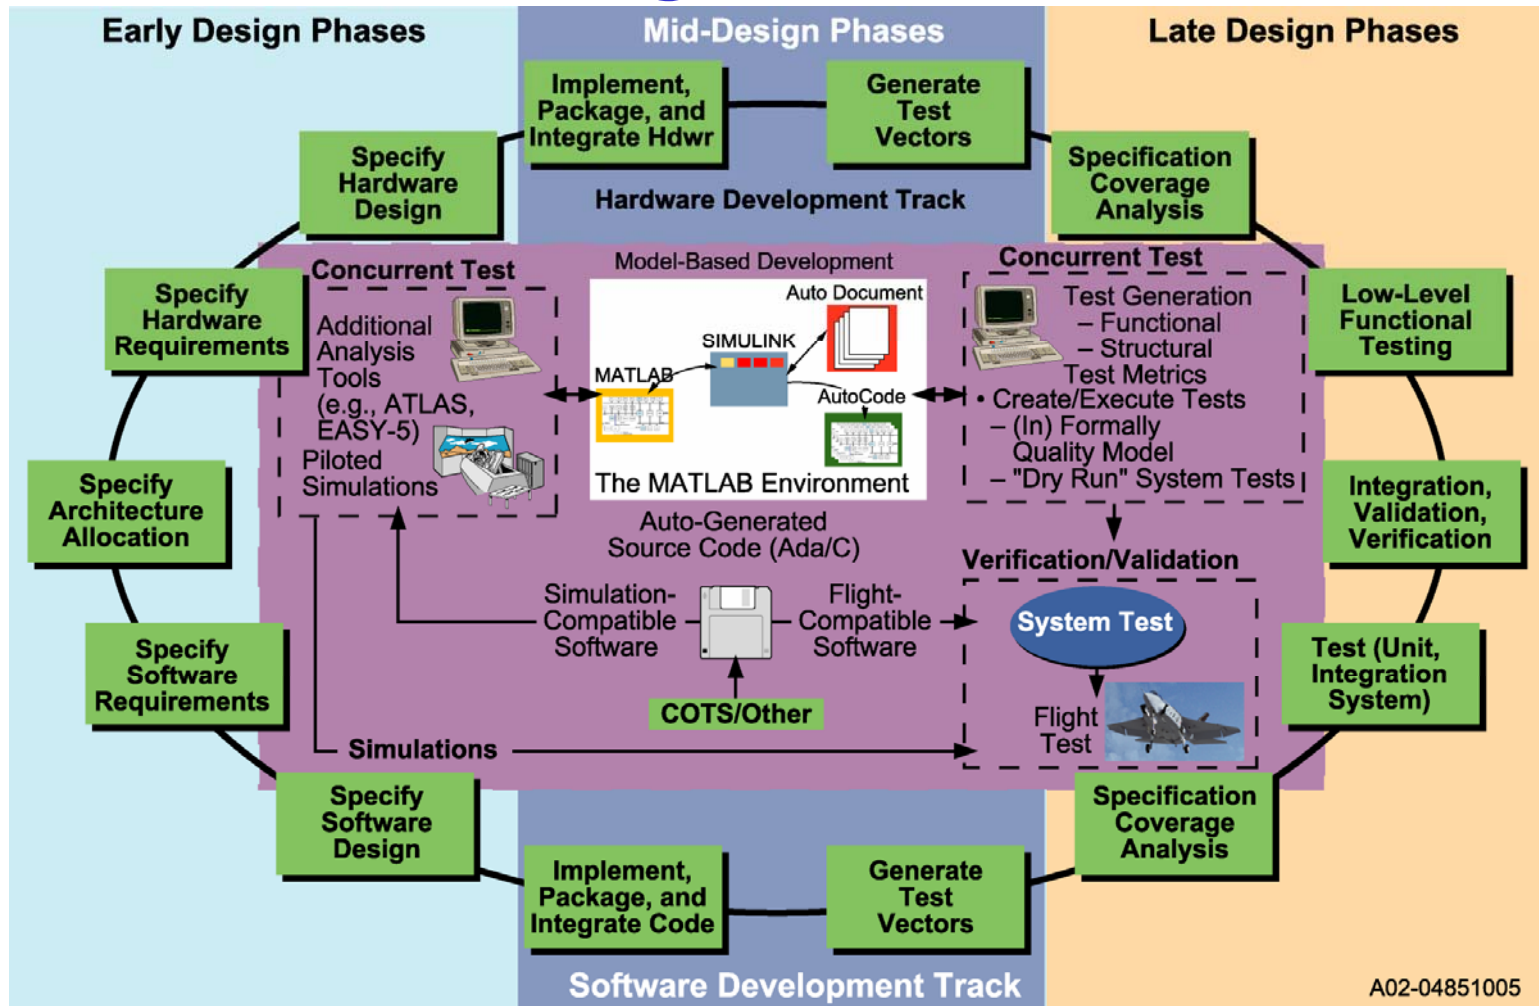 Early Design Phases
Mid-Design Phases
Late Design Phases
Implement,
Package, and
Integrate Hdwr
Generate
Test
Vectors
Specify
Hardware
Design
Specification
Coverage
Analysis
Hardware Development Track
Specify
Hardware
Requirements
Low-Level
Functional
Testing
Concurrent Test
Additional
Analysis
Tools
(e.g., ATLAS,
EASY-5)
Piloted
Simulations
Model-Based Development
Auto Document
SIMULINK
MATLAB
AutoCode
The MATLAB Environment
Concurrent Test
Test Generation
– Functional
– Structural
Test Metrics
• Create/Execute Tests
– (In) Formally
Quality Model
– "Dry Run" System Tests
Specify
Architecture
Allocation
Integration,
Validation,
Verification
Auto-Generated
Source Code (Ada/C)
Simulation-
Compatible
Software
Flight-
Compatible
Software
Verification/Validation
System Test
Flight
Test
COTS/Other
Simulations
Specify
Software
Requirements
Test (Unit,
Integration
System)
Specify
Software
Design
Specification
Coverage
Analysis
Implement,
Package, and
Integrate Code
Generate
Test
Vectors
Software Development Track
A02-04851005